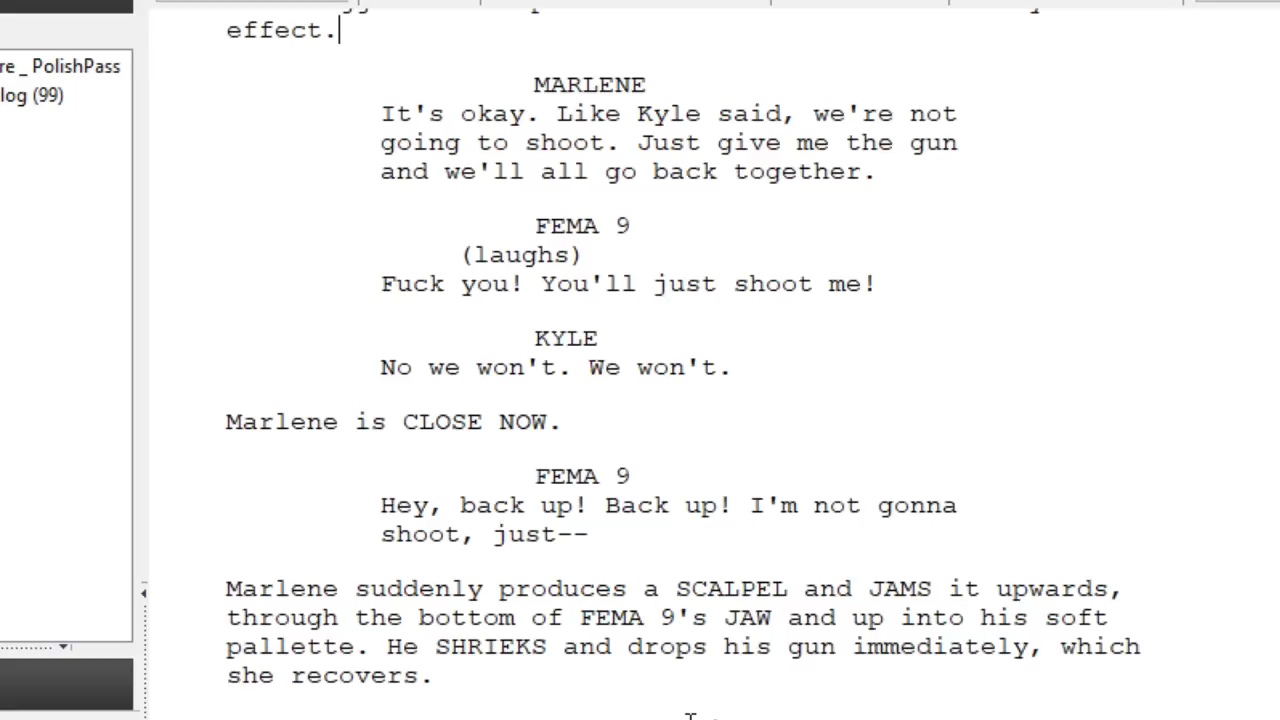 effect.
re _ PolishPass
log (99)
MARLENE
It's okay. Like Kyle said, we're not
going to shoot. Just give me the gun
and we'll all go back together.
FEMA 9
(laughs)
Fuck you! You'll just shoot me!
KYLE
No we won't. We won't.
Marlene is CLOSE NOW.
FEMA 9
Hey, back up! Back up! I'm not gonna
shoot, just--
Marlene suddenly produces a SCALPEL and JAMS it upwards,
through the bottom of FEMA 9's JAW and up into his soft
pallette. He SHRIEKS and drops his gun immediately, which
she recovers.